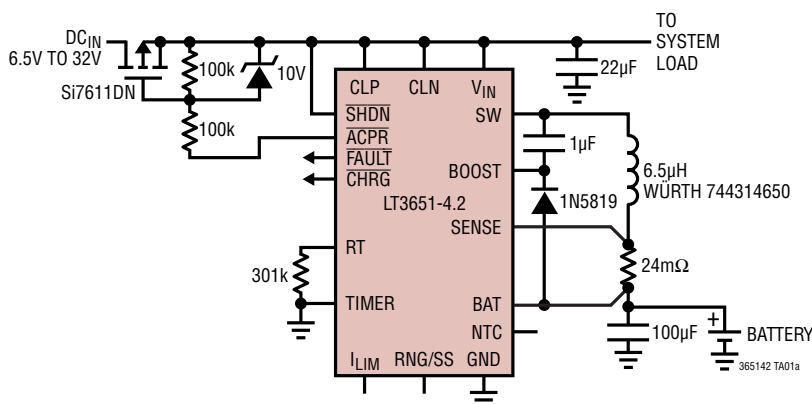 DCIN
6.5V TO 32V
Si7611DN
100k
100k
10V
CLP
CLN
VIN
TO
SYSTEM
LOAD
22µF
SHDN
ACPR
FAULT
CHRG
SW
1µF
BOOST
LT3651-4.2
1N5819
6.5µH
WÜRTH 744314650
SENSE
RT
301k
24mΩ
TIMER
BAT
NTC
100µF
+
BATTERY
ILIM
RNG/SS
GND
365142 TA01a